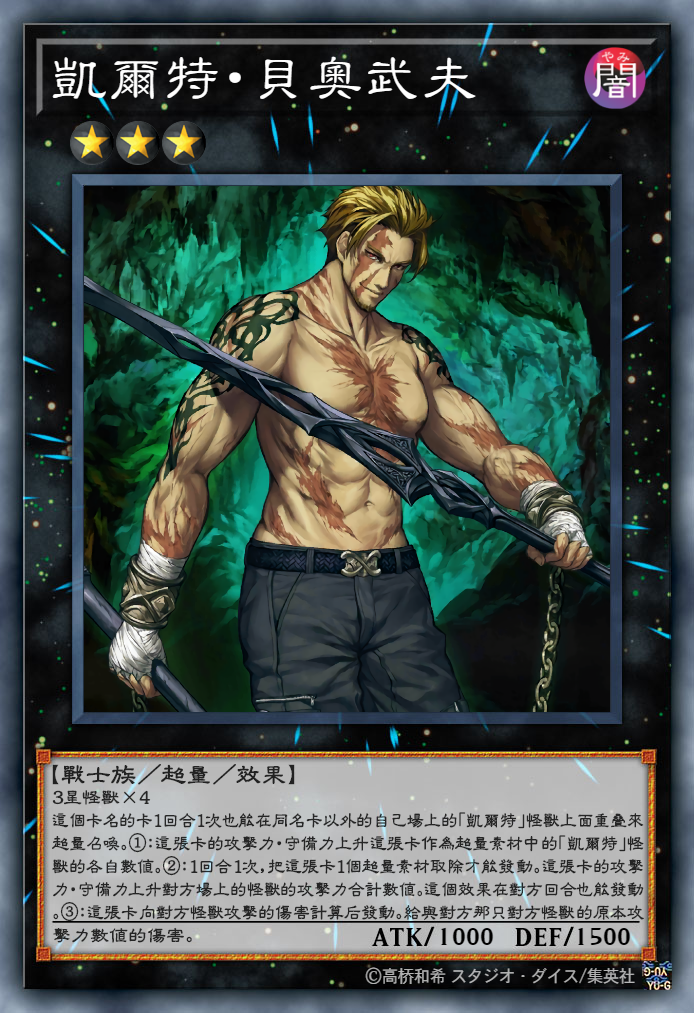 凱爾特・貝奧武夫
やみ
闇
【戰士族／超量／效果】
3星怪獸×4
這個卡名的卡1回合1次也能在同名卡以外的自己場上的「凱爾特」怪獸上面重疊來
超量召喚。①：這張卡的攻擊力・守備力上升這張卡作為超量素材中的「凱爾特」怪
獸的各自數值。②：1回合1次，把這張卡1個超量素材取除才能發動。這張卡的攻擊
力・守備力上升對方場上的怪獸的攻擊力合計數值。這個效果在對方回合也能發動
。③：這張卡向對方怪獸攻擊的傷害計算后發動。給與對方那只對方怪獸的原本攻
擊力數值的傷害。
ATK/1000 DEF/1500
©高桥和希 スタジオ・ダイス/集英社
YU-G
YU-G